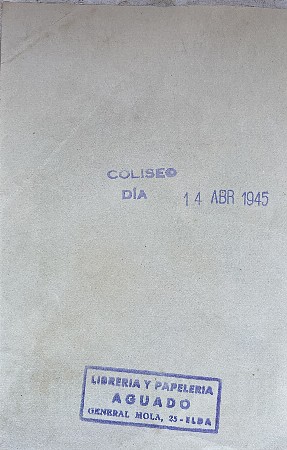 COLISEO
DÍA 14 ABR 1945
LIBRERIA Y PAPELERIA
AGUADO
GENERAL MOLA, 25 - ELDA